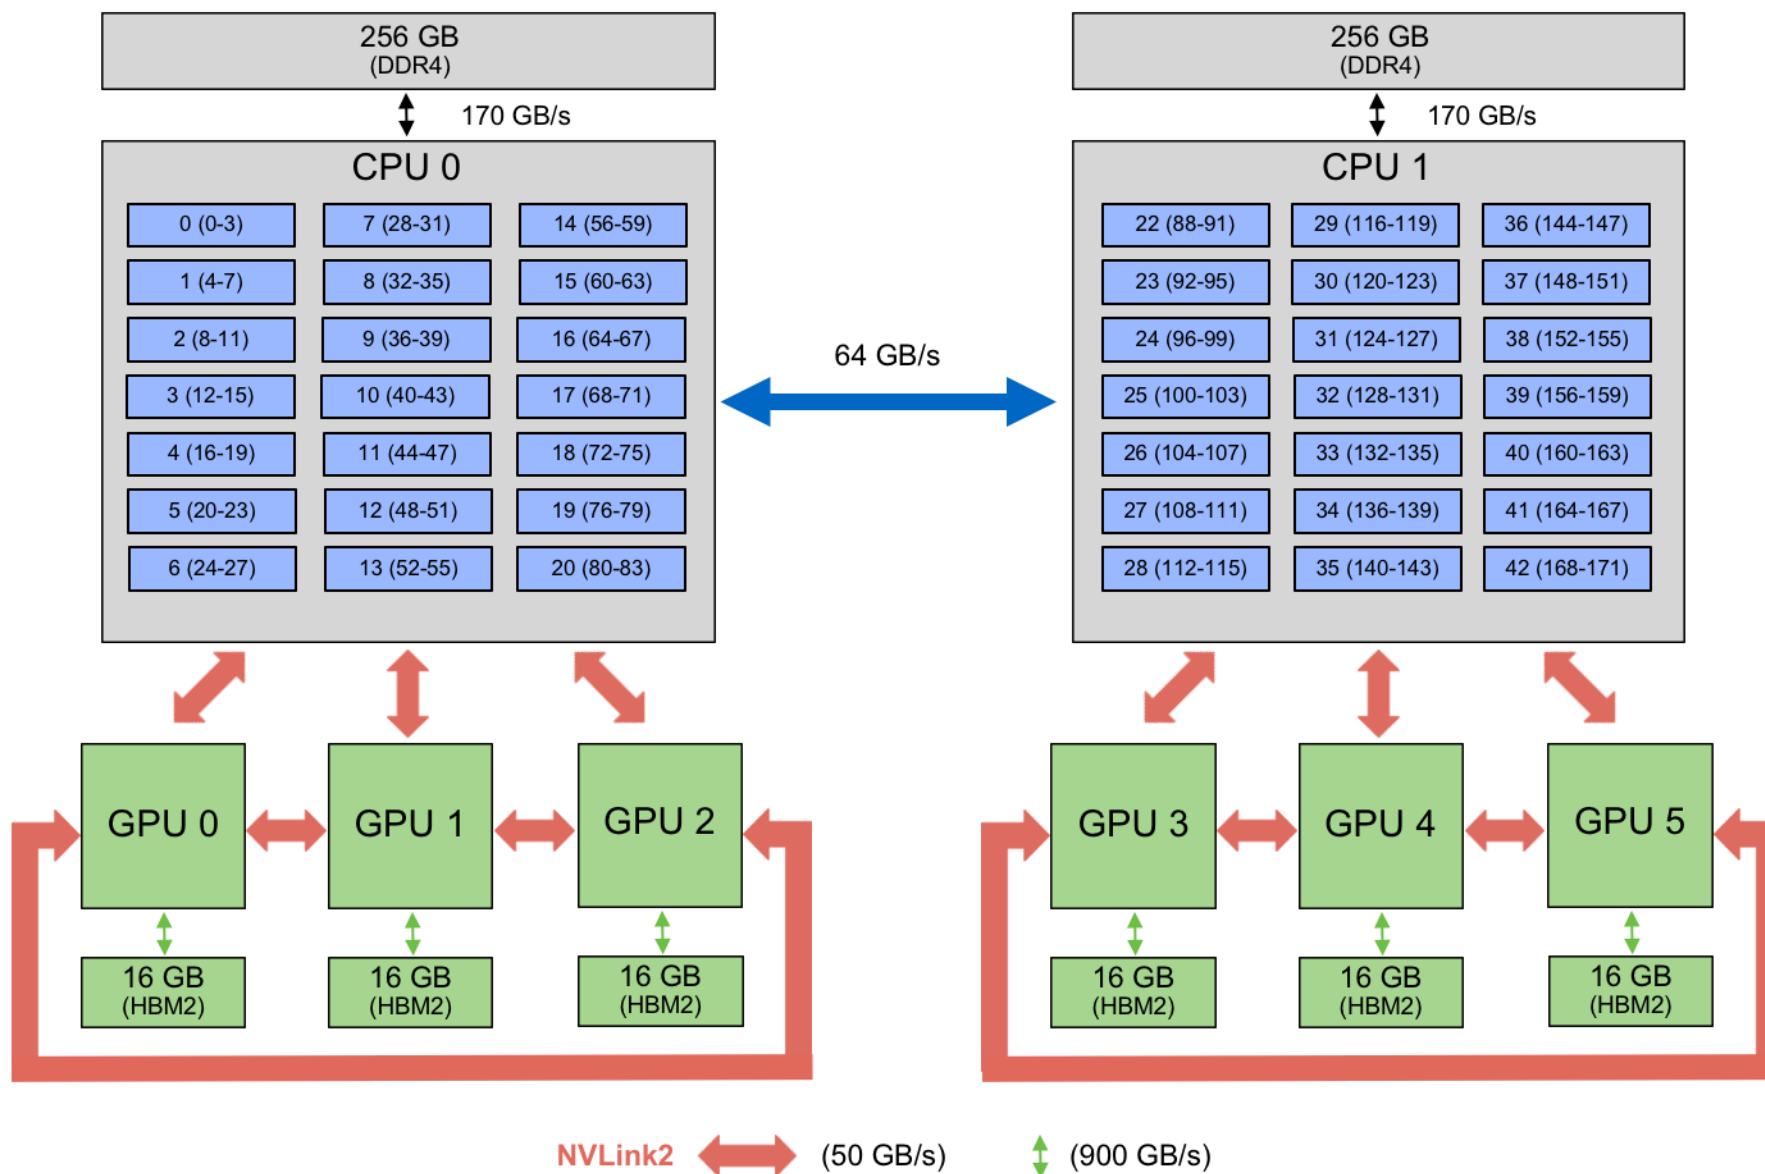 256 GB
(DDR4)
170 GB/s
CPU 0
0 (0-3)
7 (28-31)
14 (56-59)
1 (4-7)
8 (32-35)
15 (60-63)
2 (8-11)
9 (36-39)
16 (64-67)
3 (12-15)
10 (40-43)
17 (68-71)
4 (16-19)
11 (44-47)
18 (72-75)
5 (20-23)
12 (48-51)
19 (76-79)
6 (24-27)
13 (52-55)
20 (80-83)
64 GB/s
256 GB
(DDR4)
170 GB/s
CPU 1
22 (88-91)
29 (116-119)
36 (144-147)
23 (92-95)
30 (120-123)
37 (148-151)
24 (96-99)
31 (124-127)
38 (152-155)
25 (100-103)
32 (128-131)
39 (156-159)
26 (104-107)
33 (132-135)
40 (160-163)
27 (108-111)
34 (136-139)
41 (164-167)
28 (112-115)
35 (140-143)
42 (168-171)
GPU 0
GPU 1
GPU 2
16 GB
(HBM2)
16 GB
(HBM2)
16 GB
(HBM2)
GPU 3
GPU 4
GPU 5
16 GB
(HBM2)
16 GB
(HBM2)
16 GB
(HBM2)
NVLink2
(50 GB/s)
(900 GB/s)